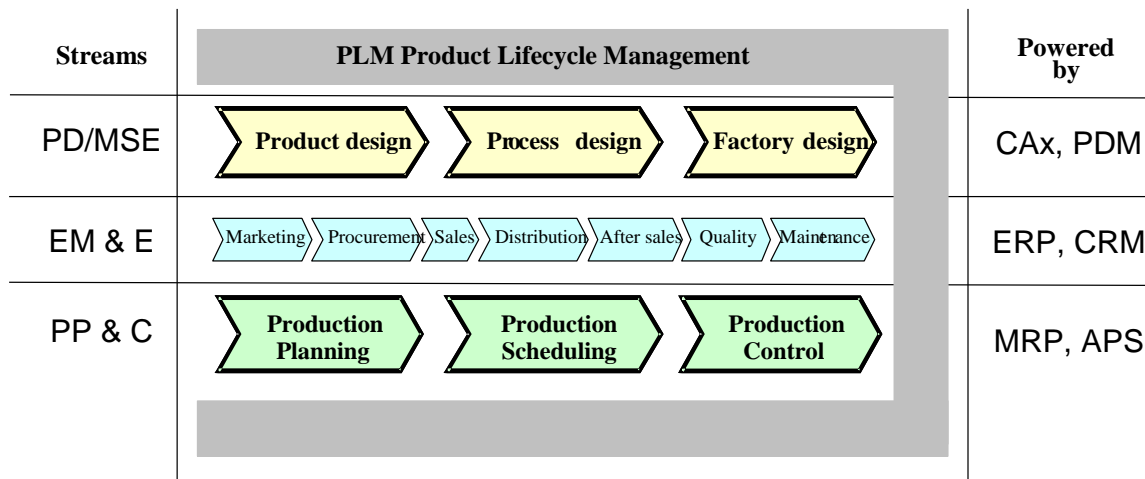 Streams
PLM Product Lifecycle Management
Powered
by
PD/MSE
Product design
Process design
Factory design
CAx, PDM
EM & E
Marketing
Procurement
Sales
Distribution
After sales
Quality
Maintenance
ERP, CRM
PP & C
Production
Planning
Production
Scheduling
Production
Control
MRP, APS